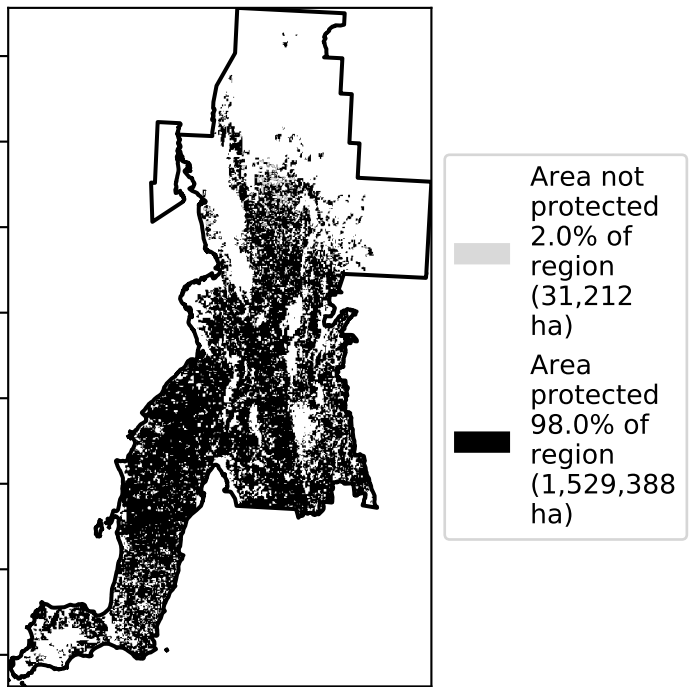 Area not
protected
2.0% of
region
(31,212
ha)
Area
protected
98.0% of
region
(1,529,388
ha)